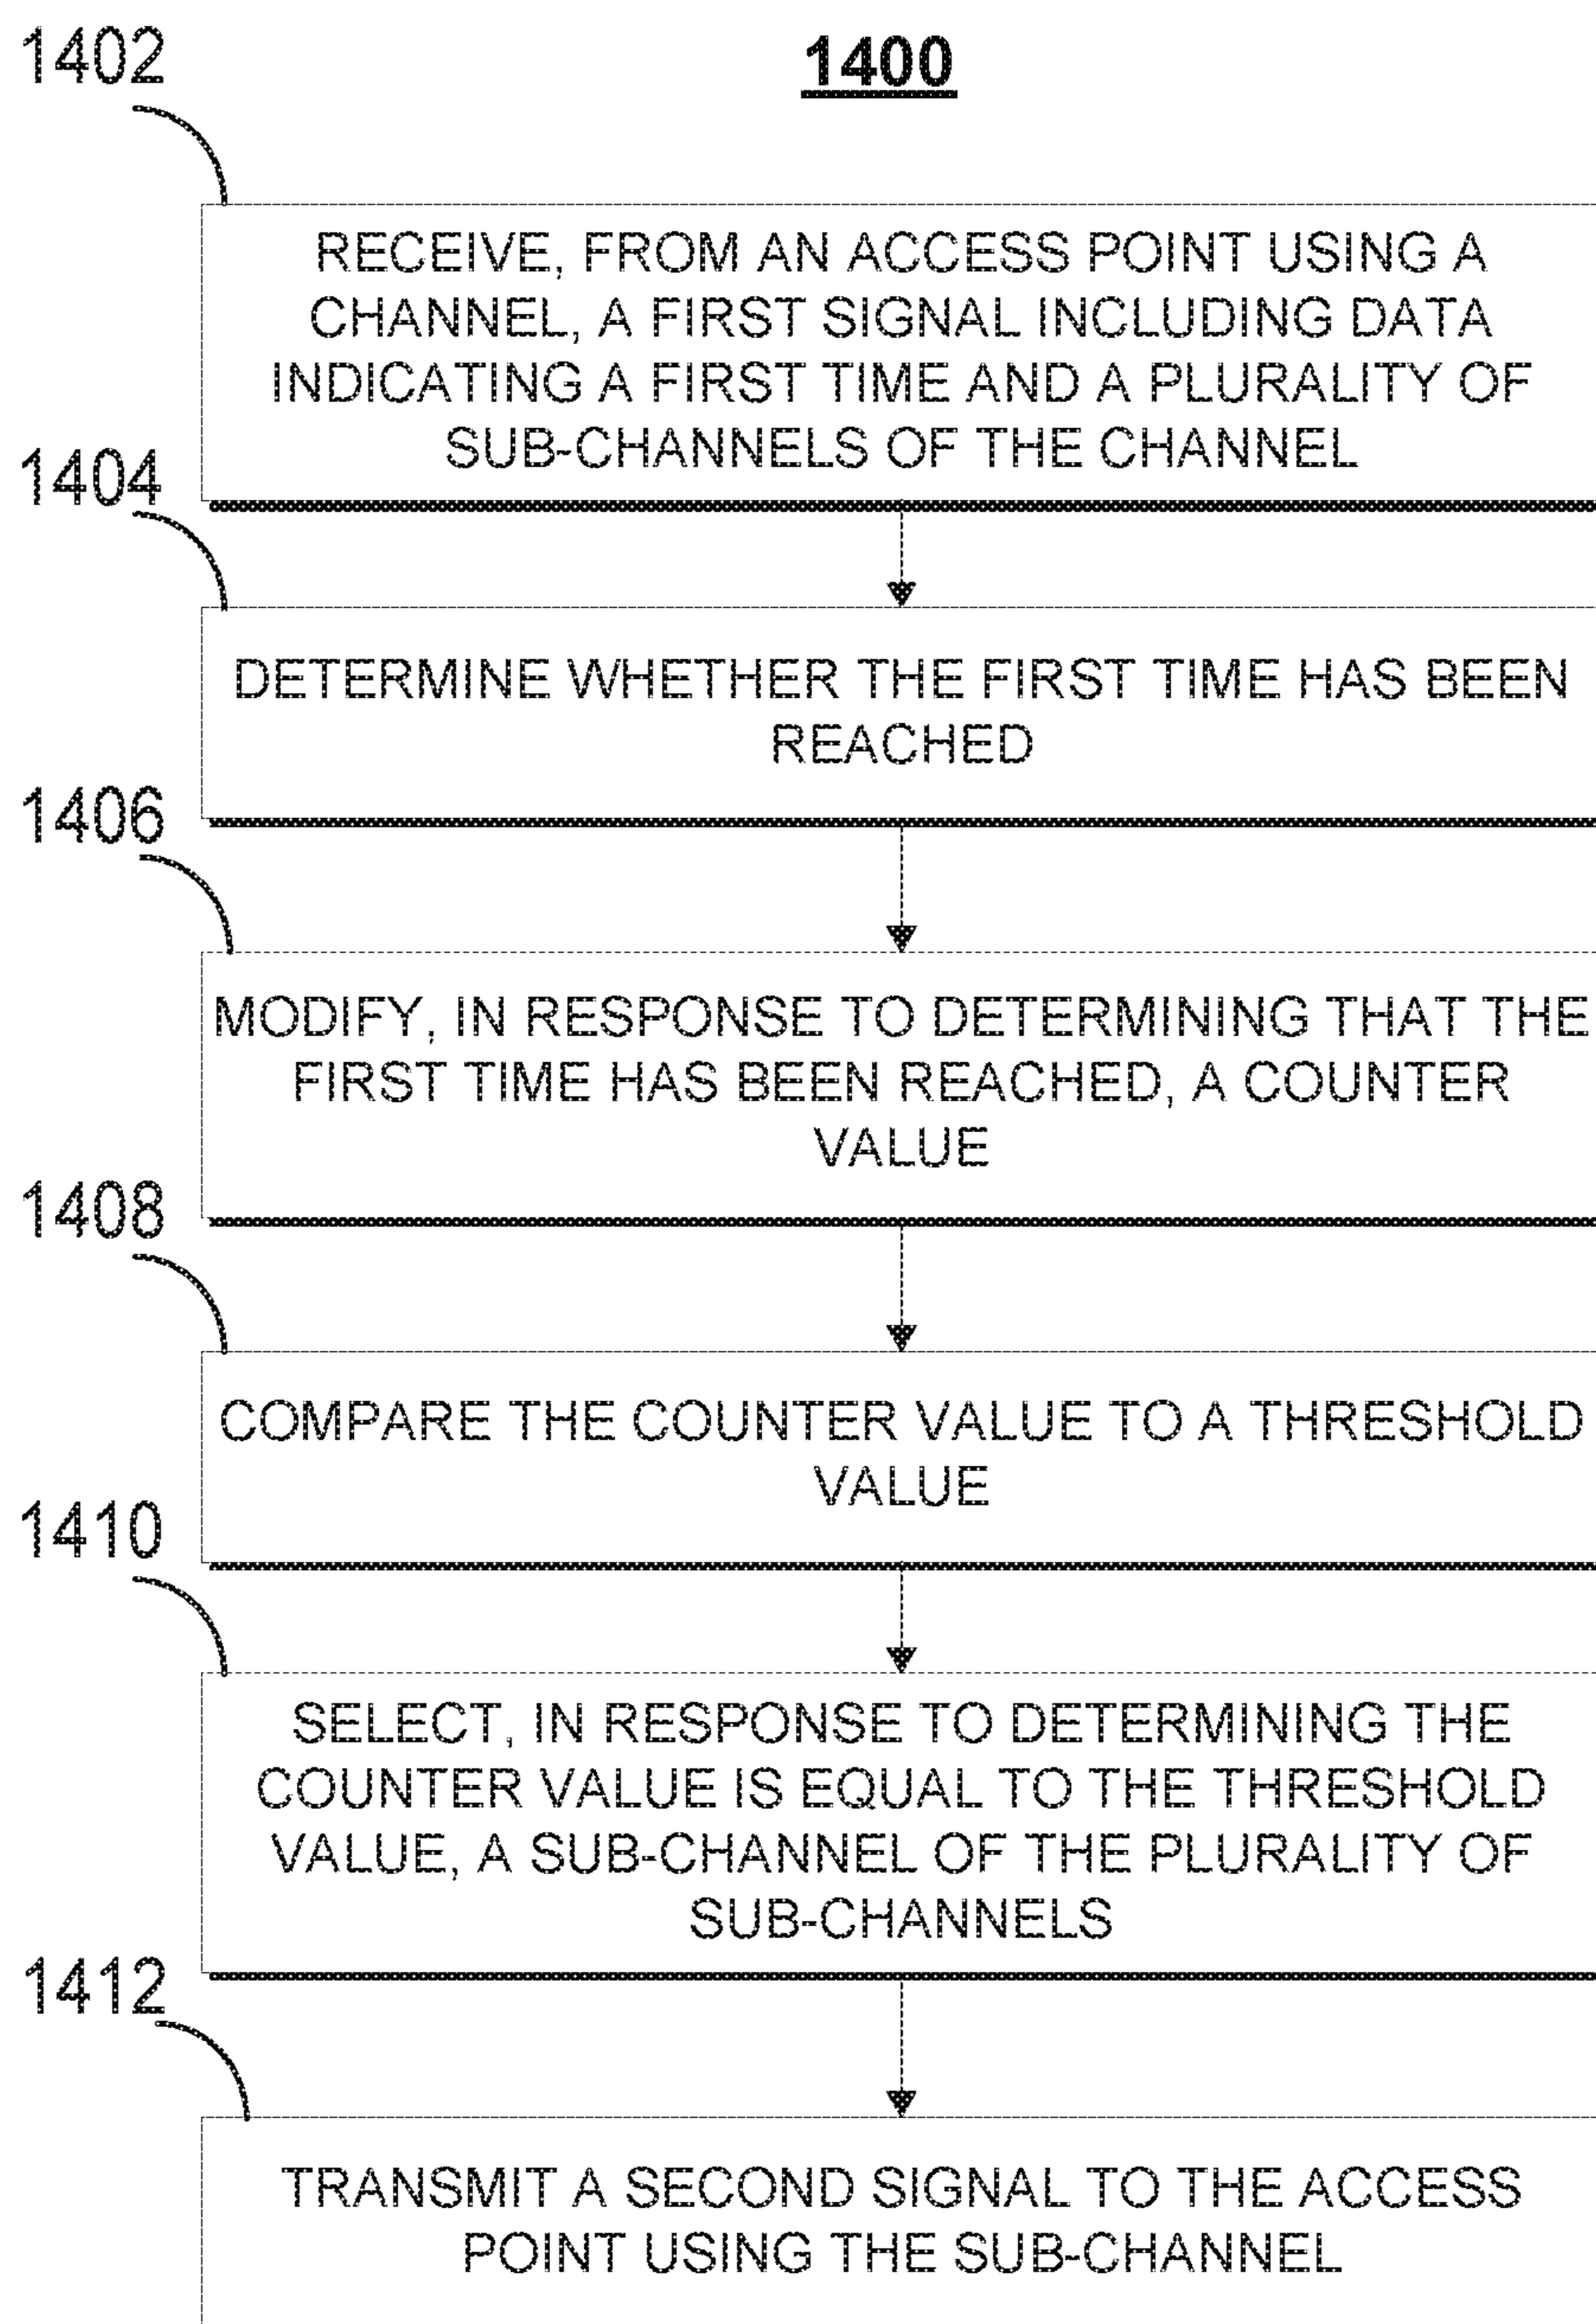 1402
1400
RECEIVE, FROM AN ACCESS POINT USING A
CHANNEL, A FIRST SIGNAL INCLUDING DATA
INDICATING A FIRST TIME AND A PLURALITY OF
SUB-CHANNELS OF THE CHANNEL
1404
DETERMINE WHETHER THE FIRST TIME HAS BEEN
REACHED
1406
MODIFY, IN RESPONSE TO DETERMINING THAT THE
FIRST TIME HAS BEEN REACHED, A COUNTER
VALUE
1408
COMPARE THE COUNTER VALUE TO A THRESHOLD
VALUE
1410
SELECT, IN RESPONSE TO DETERMINING THE
COUNTER VALUE IS EQUAL TO THE THRESHOLD
VALUE, A SUB-CHANNEL OF THE PLURALITY OF
SUB-CHANNELS
1412
TRANSMIT A SECOND SIGNAL TO THE ACCESS
POINT USING THE SUB-CHANNEL